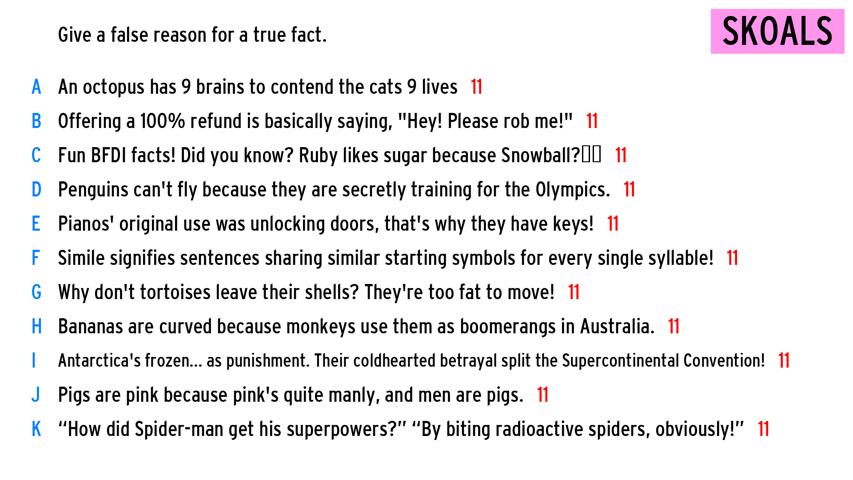 Give a false reason for a true fact.
SKOALS
A An octopus has 9 brains to contend the cats 9 lives 11
B Offering a 100% refund is basically saying, "Hey! Please rob me!" 11
C Fun BFDI facts! Did you know? Ruby likes sugar because Snowball?▯▯ 11
D Penguins can't fly because they are secretly training for the Olympics. 11
E Pianos' original use was unlocking doors, that's why they have keys! 11
F Simile signifies sentences sharing similar starting symbols for every single syllable! 11
G Why don't tortoises leave their shells? They're too fat to move! 11
H Bananas are curved because monkeys use them as boomerangs in Australia. 11
I Antarctica's frozen... as punishment. Their coldhearted betrayal split the Supercontinental Convention! 11
J Pigs are pink because pink's quite manly, and men are pigs. 11
K “How did Spider-man get his superpowers?” “By biting radioactive spiders, obviously!” 11